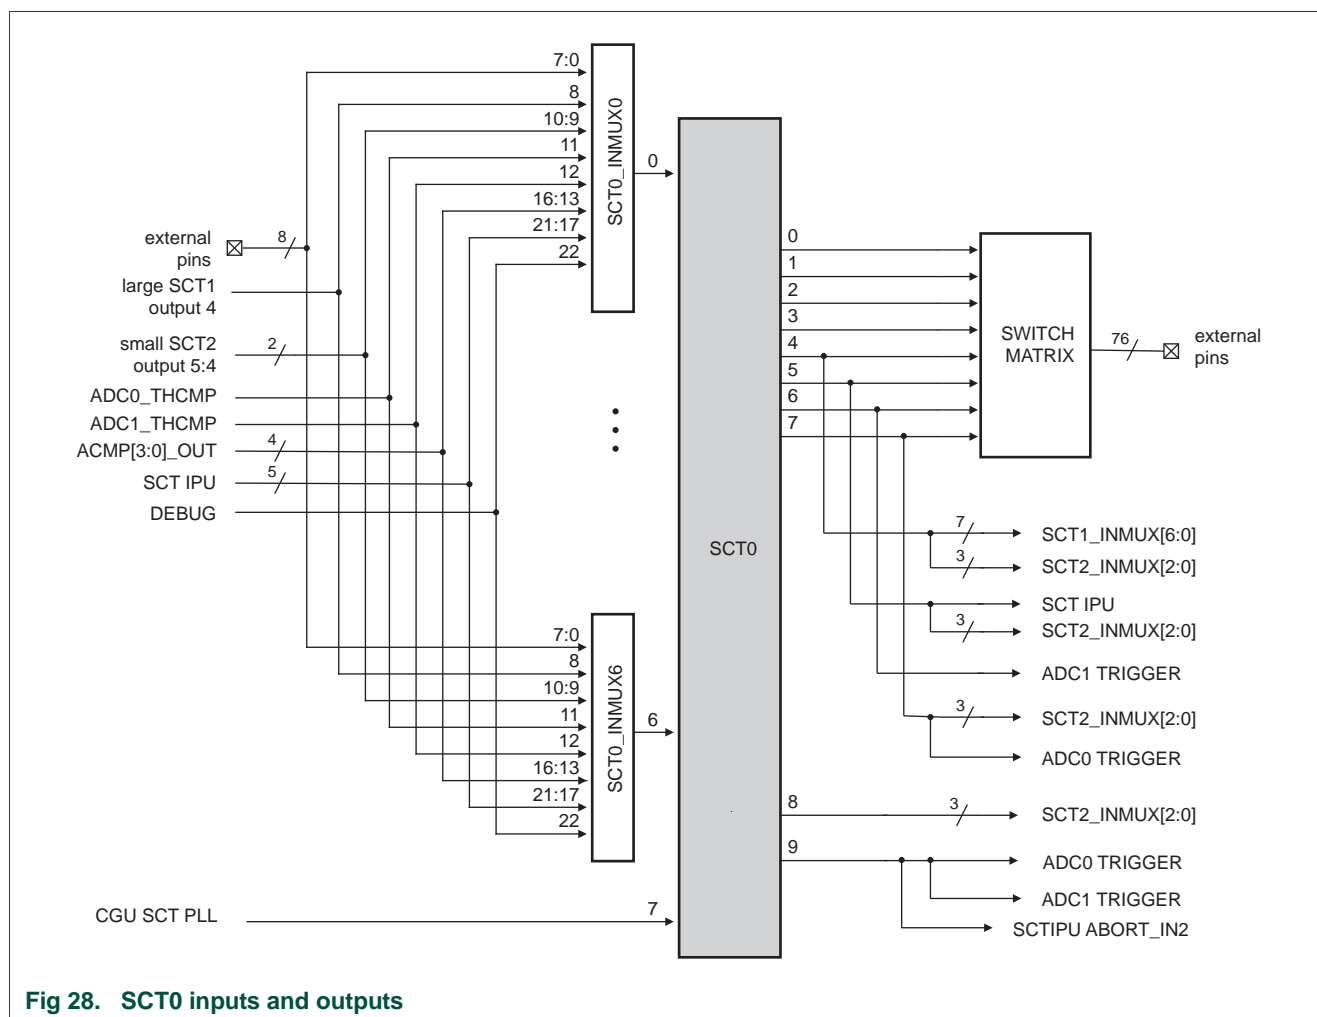 7:0
8
10:9
11
12
16:13
21:17
22
SCT0_INMUX0
0
external
pins
8
large SCT1
output 4
small SCT2
output 5:4
2
ADC0_THCMP
ADC1_THCMP
ACMP[3:0]_OUT
4
SCT IPU
5
DEBUG
7:0
8
10:9
11
12
16:13
21:17
22
SCT0_INMUX6
6
CGU SCT PLL
7
SCT0
0
1
2
3
4
5
6
7
SWITCH
MATRIX
76
external
pins
7
SCT1_INMUX[6:0]
3
SCT2_INMUX[2:0]
SCT IPU
3
SCT2_INMUX[2:0]
ADC1 TRIGGER
3
SCT2_INMUX[2:0]
ADC0 TRIGGER
8
3
SCT2_INMUX[2:0]
9
ADC0 TRIGGER
ADC1 TRIGGER
SCTIPU ABORT_IN2
Fig 28. SCT0 inputs and outputs